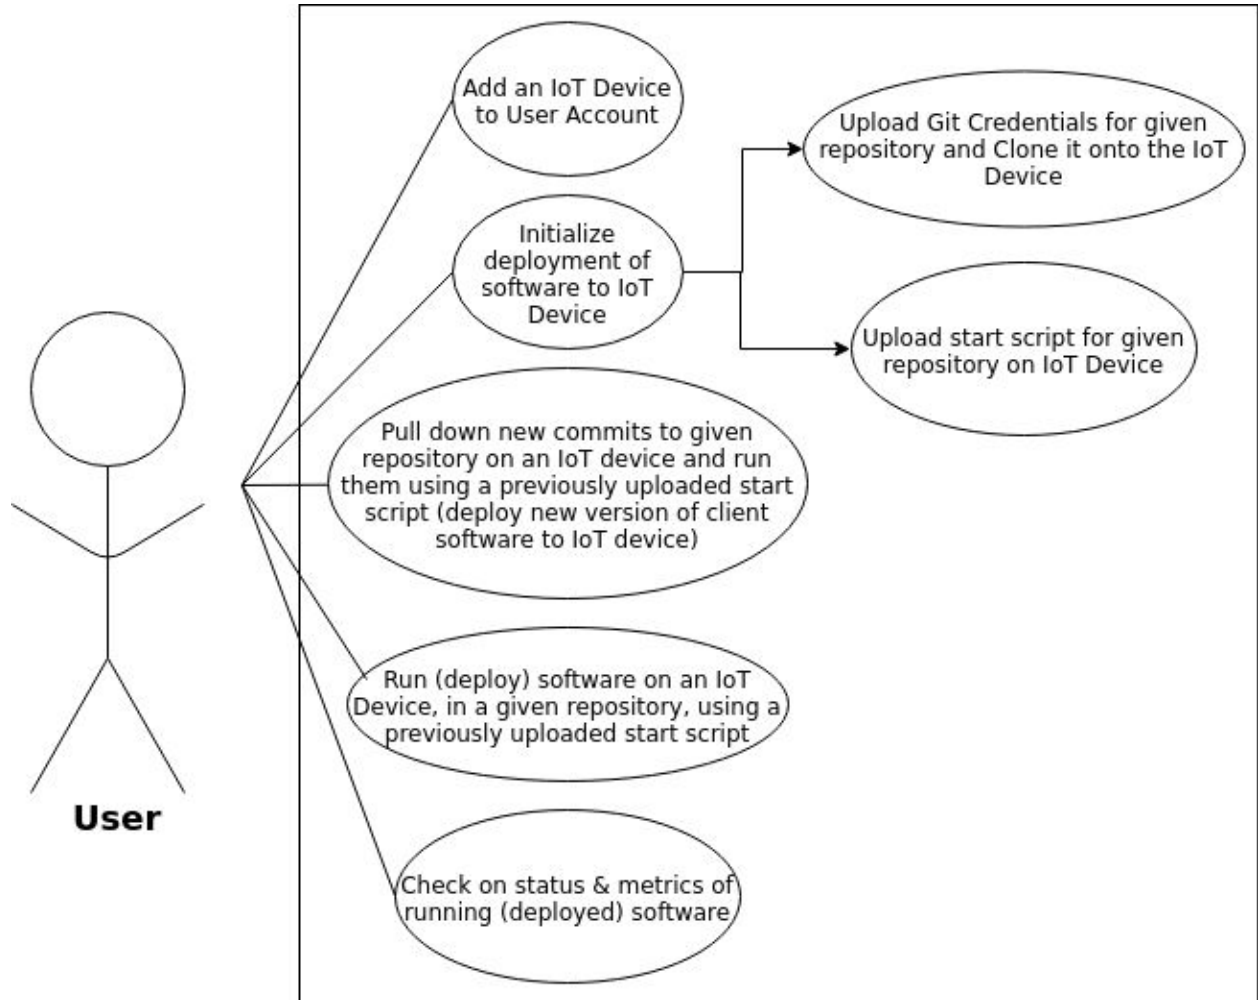 Add an IoT Device
to User Account
Upload Git Credentials for given
repository and Clone it onto the IoT
Device
Initialize
deployment of
software to IoT
Device
Upload start script for given
repository on IoT Device
Pull down new commits to given
repository on an IoT device and run
them using a previously uploaded start
script (deploy new version of client
software to IoT device)
Run (deploy) software on an IoT
Device, in a given repository, using a
previously uploaded start script
User
Check on status & metrics of
running (deployed) software